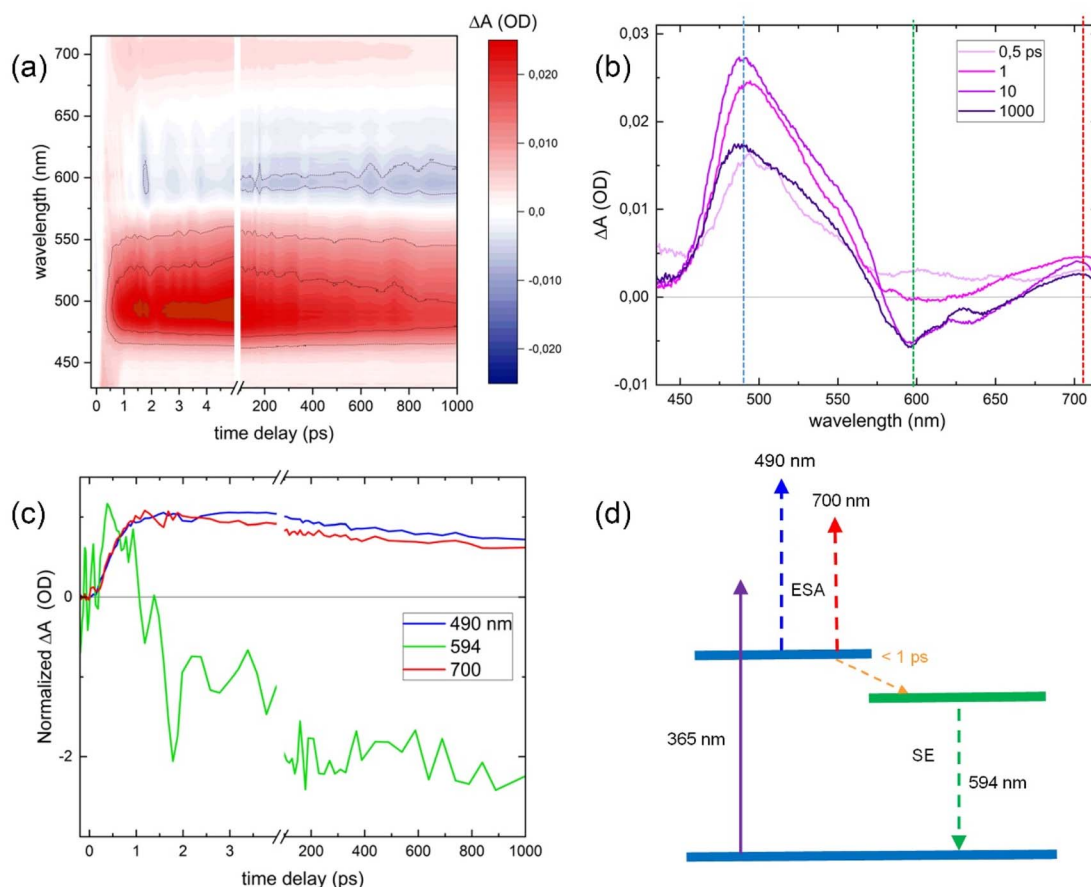 (a)
ΔA (OD)
700
650
600
550
500
450
wavelength (nm)
0 1 2 3 4 200 400 600 800 1000
time delay (ps)
0,020
0,010
0,0
-0,010
-0,020
(b)
0,03
0,02
0,01
0,00
-0,01
ΔA (OD)
0,5 ps
1
10
1000
450 500 550 600 650 700
wavelength (nm)
(c)
0
-2
Normalized ΔA (OD)
490 nm
594
700
0 1 2 3 200 400 600 800 1000
time delay (ps)
(d)
490 nm
700 nm
ESA
< 1 ps
365 nm
SE
594 nm